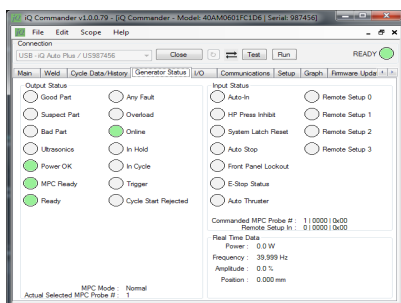 iQ Commander v1.0.0.79 - [iQ Commander - Model: 40AM0601FC1D6 | Serial: 987456]
File Edit Scope Help
Connection
USB - iQ Auto Plus / US987456 Close Test Run READY
Main Weld Cycle Data/History Generator Status I/O Communications Setup Graph Firmware Updat
Output Status
Good Part Any Fault
Suspect Part Overload
Bad Part Online
Ultrasonics In Hold
Power OK In Cycle
MPC Ready Trigger
Ready Cycle Start Rejected
MPC Mode : Normal
Actual Selected MPC Probe # : 1
Input Status
Auto-In Remote Setup 0
HP Press Inhibit Remote Setup 1
System Latch Reset Remote Setup 2
Auto Stop Remote Setup 3
Front Panel Lockout
E-Stop Status
Auto Thruster
Commanded MPC Probe # : 1 | 0000 | 0x00
Remote Setup In : 0 | 0000 | 0x00
Real Time Data
Power : 0.0 W
Frequency : 39.999 Hz
Amplitude : 0.0 %
Position : 0.000 mm